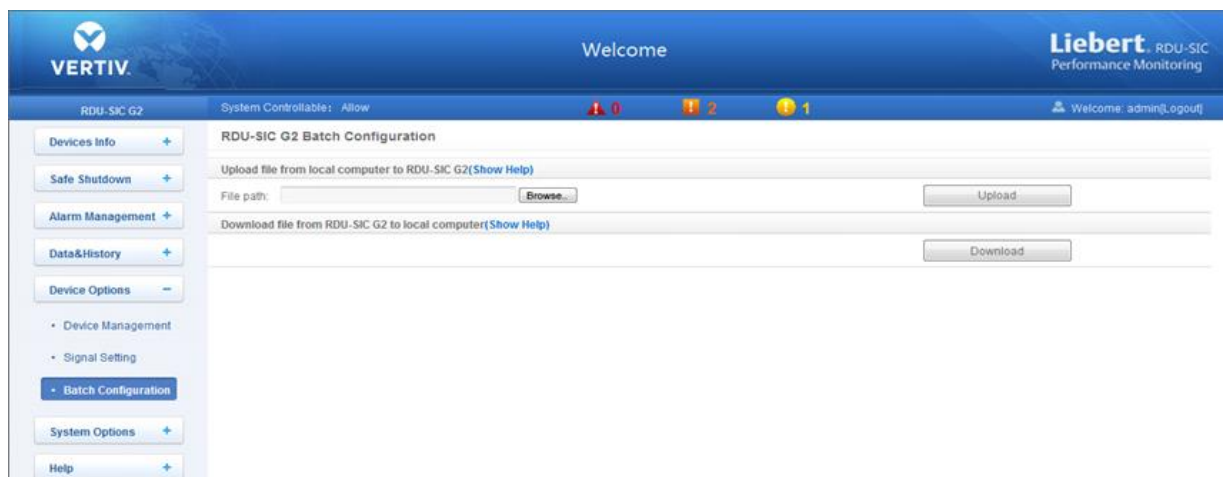 VERTIV.
Welcome
Liebert. RDU-SIC
Performance Monitoring
RDU-SIC G2
System Controllable: Allow
0
2
1
Welcome: admin[Logout]
Devices Info +
Safe Shutdown +
Alarm Management +
Data&History +
Device Options −
• Device Management
• Signal Setting
• Batch Configuration
System Options +
Help +
RDU-SIC G2 Batch Configuration
Upload file from local computer to RDU-SIC G2(Show Help)
File path: Browse... Upload
Download file from RDU-SIC G2 to local computer(Show Help)
Download